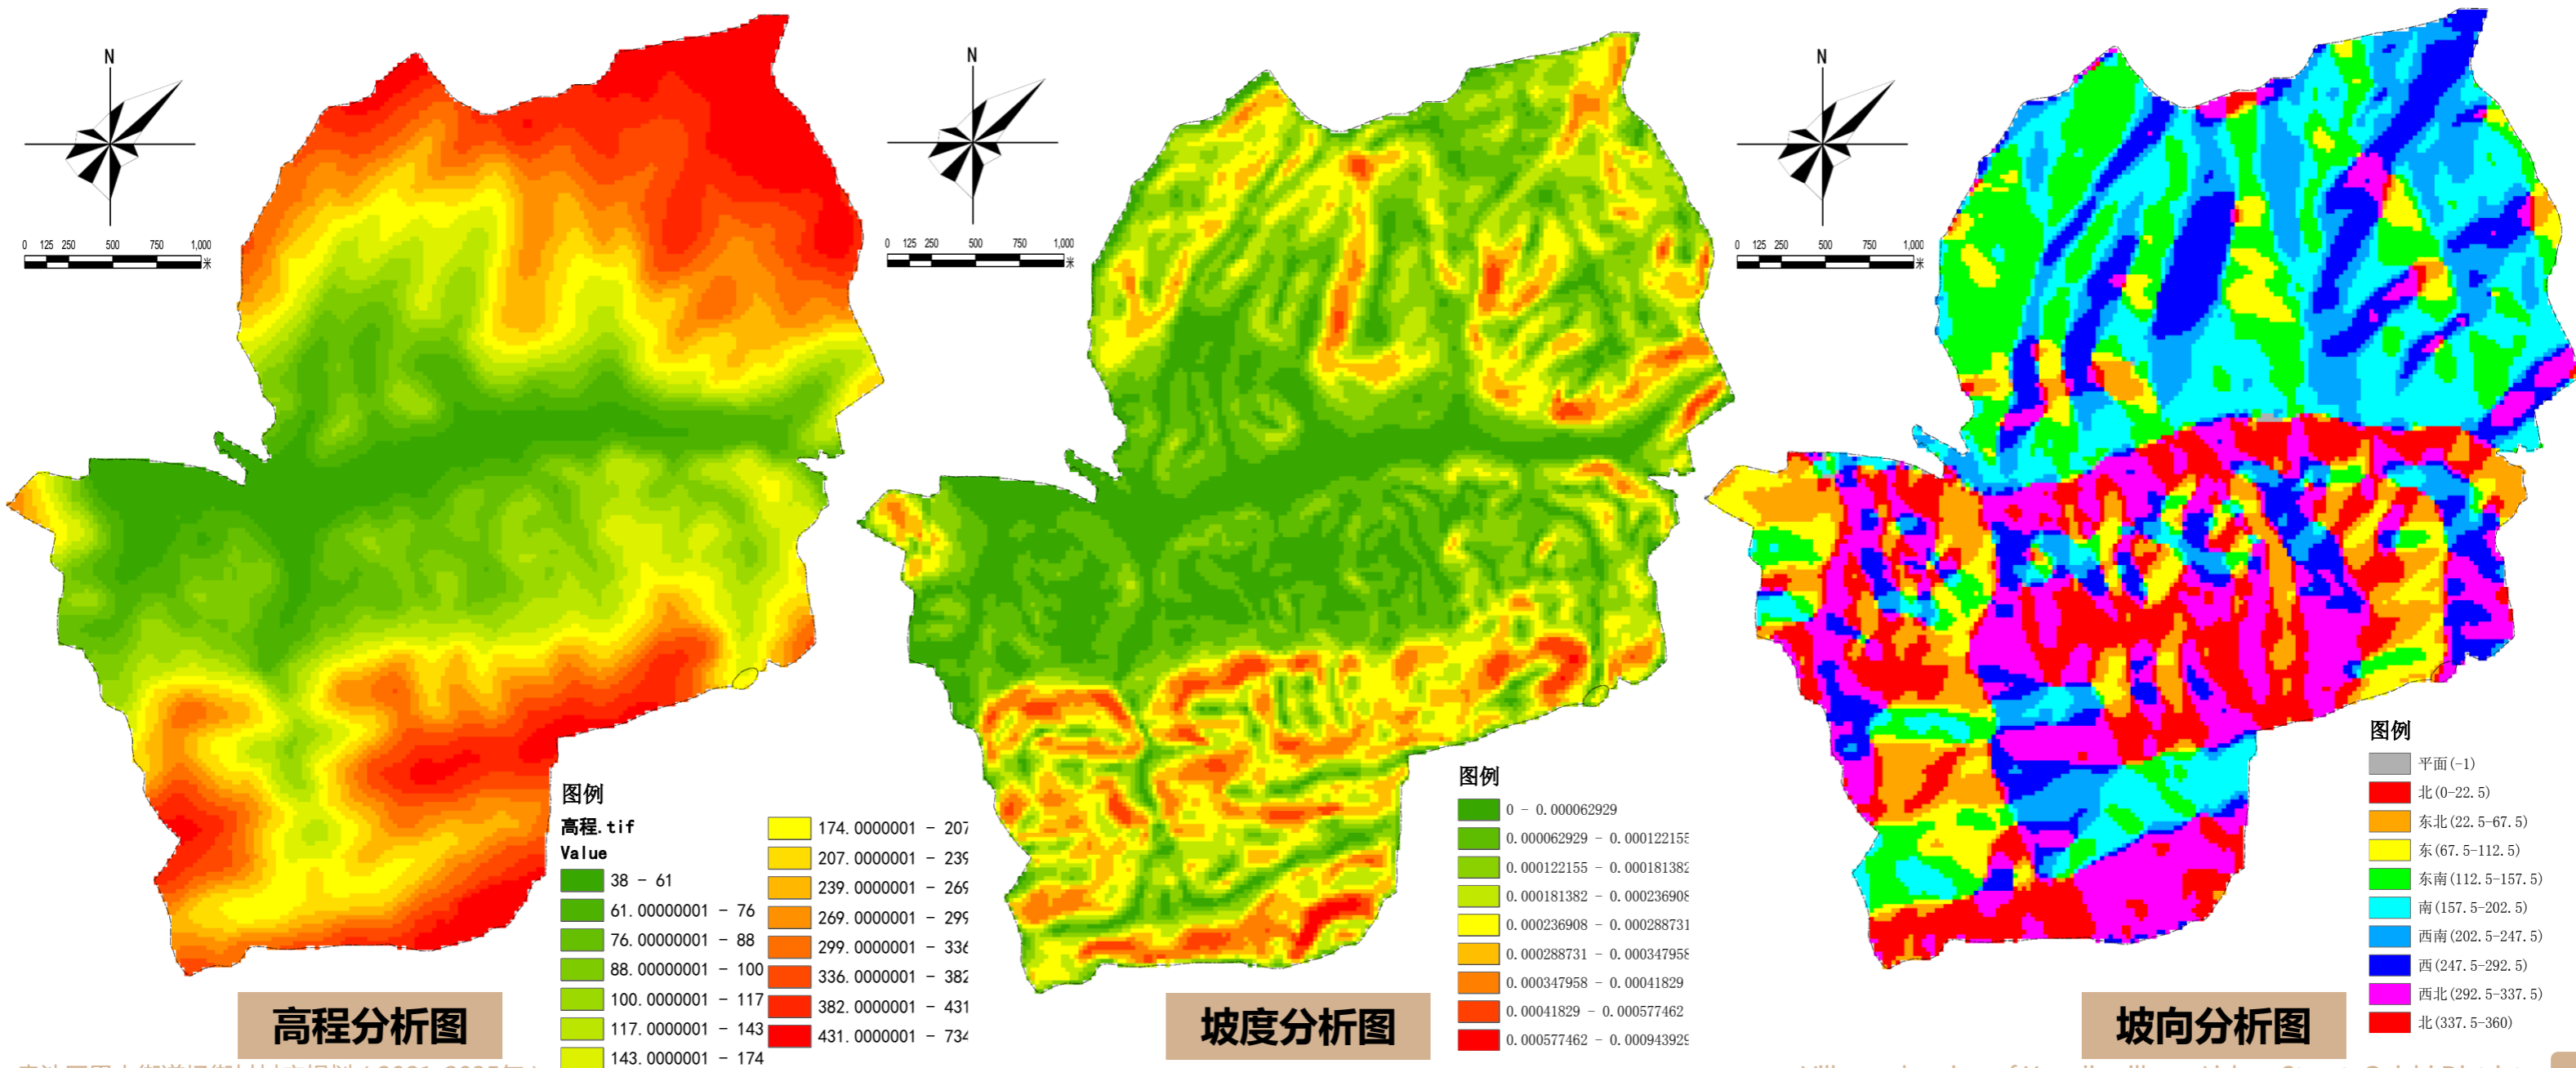 N
0 125 250 500 750 1,000
米
图例
高程.tif
Value
38 - 61
61.00000001 - 76
76.00000001 - 88
88.00000001 - 100
100.0000001 - 117
117.0000001 - 143
143.0000001 - 174
174.0000001 - 207
207.0000001 - 239
239.0000001 - 269
269.0000001 - 299
299.0000001 - 336
336.0000001 - 382
382.0000001 - 431
431.0000001 - 734
高程分析图
N
0 125 250 500 750 1,000
米
图例
0 - 0.000062929
0.000062929 - 0.000122155
0.000122155 - 0.000181382
0.000181382 - 0.000236908
0.000236908 - 0.000288731
0.000288731 - 0.000347958
0.000347958 - 0.00041829
0.00041829 - 0.000577462
0.000577462 - 0.000943929
坡度分析图
N
0 125 250 500 750 1,000
米
图例
平面(-1)
北(0-22.5)
东北(22.5-67.5)
东(67.5-112.5)
东南(112.5-157.5)
南(157.5-202.5)
西南(202.5-247.5)
西(247.5-292.5)
西北(292.5-337.5)
北(337.5-360)
坡向分析图